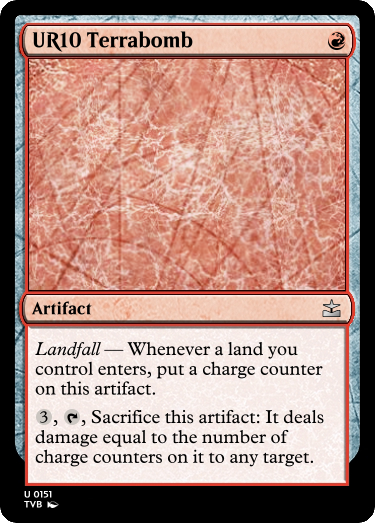 UR10 Terrabomb
Artifact
Landfall — Whenever a land you
control enters, put a charge counter
on this artifact.
3, , Sacrifice this artifact: It deals
damage equal to the number of
charge counters on it to any target.
U 0151
TVB